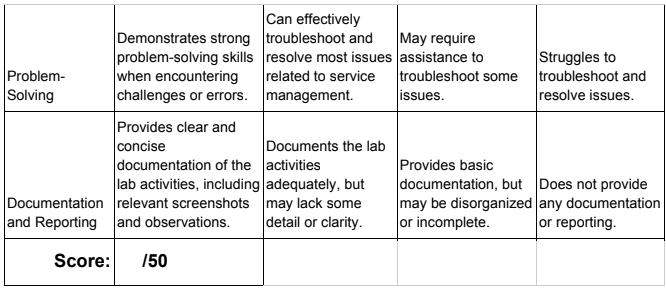 Problem-
Solving
Demonstrates strong
problem-solving skills
when encountering
challenges or errors.
Can effectively
troubleshoot and
resolve most issues
related to service
management.
May require
assistance to
troubleshoot some
issues.
Struggles to
troubleshoot and
resolve issues.
Documentation
and Reporting
Provides clear and
concise
documentation of the
lab activities, including
relevant screenshots
and observations.
Documents the lab
activities
adequately, but
may lack some
detail or clarity.
Provides basic
documentation, but
may be disorganized
or incomplete.
Does not provide
any documentation
or reporting.
Score: /50